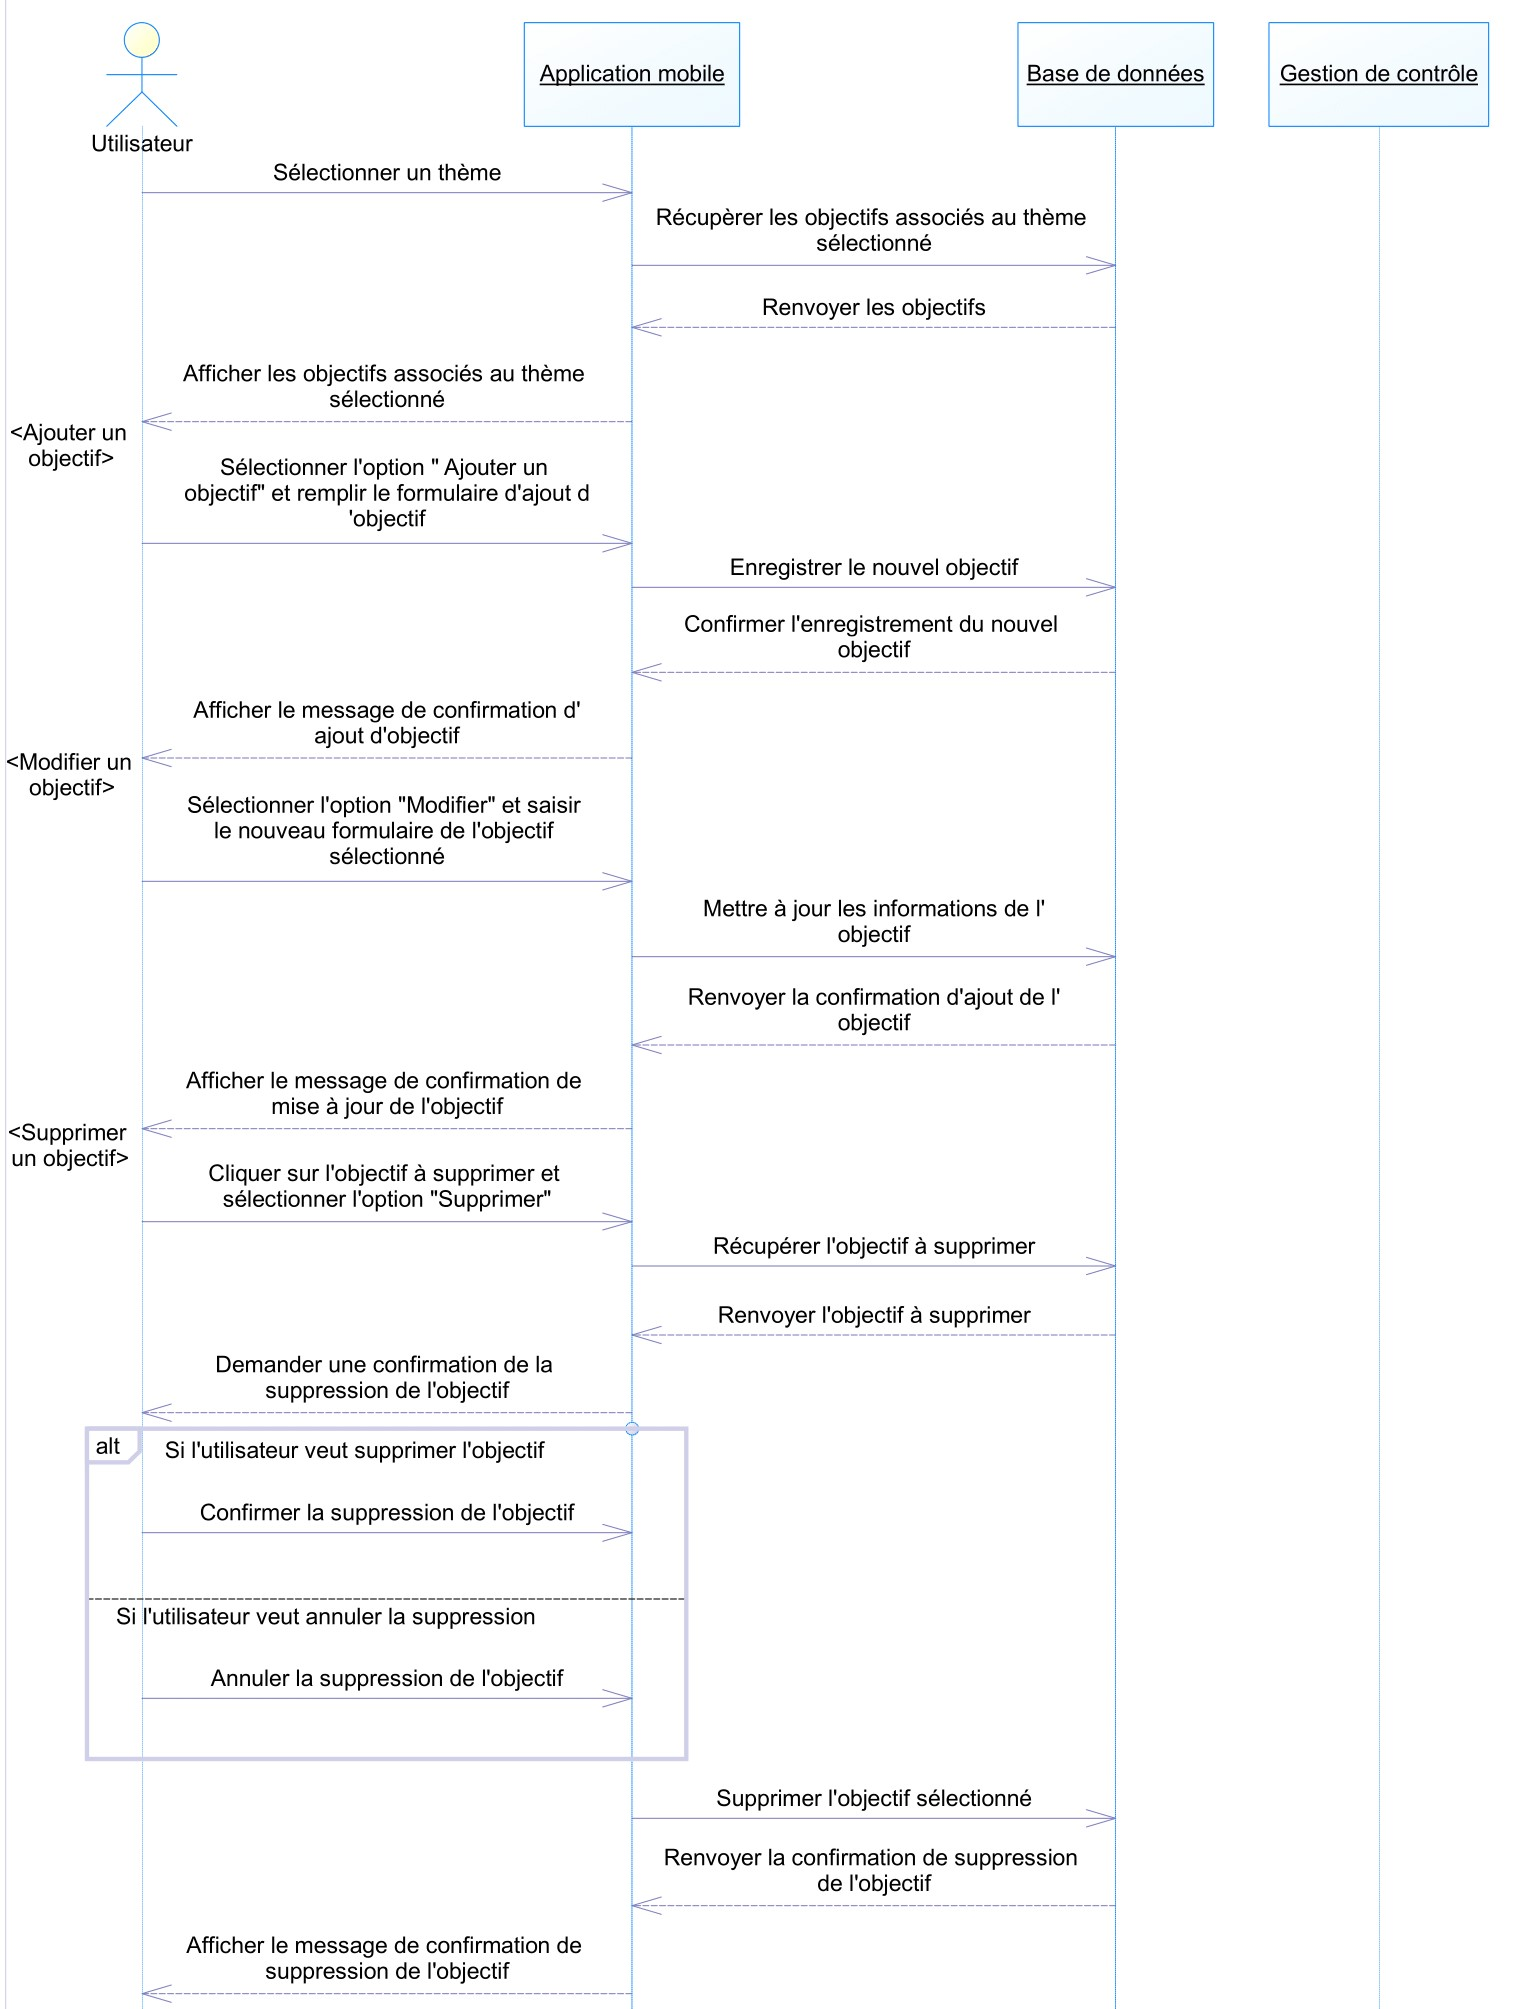 Utilisateur
Application mobile
Base de données
Gestion de contrôle
Sélectionner un thème
Récupèrer les objectifs associés au thème
sélectionné
Renvoyer les objectifs
Afficher les objectifs associés au thème
sélectionné
<Ajouter un
objectif>
Sélectionner l'option " Ajouter un
objectif" et remplir le formulaire d'ajout d
'objectif
Enregistrer le nouvel objectif
Confirmer l'enregistrement du nouvel
objectif
Afficher le message de confirmation d'
ajout d'objectif
<Modifier un
objectif>
Sélectionner l'option "Modifier" et saisir
le nouveau formulaire de l'objectif
sélectionné
Mettre à jour les informations de l'
objectif
Renvoyer la confirmation d'ajout de l'
objectif
Afficher le message de confirmation de
mise à jour de l'objectif
<Supprimer
un objectif>
Cliquer sur l'objectif à supprimer et
sélectionner l'option "Supprimer"
Récupérer l'objectif à supprimer
Renvoyer l'objectif à supprimer
Demander une confirmation de la
suppression de l'objectif
alt
Si l'utilisateur veut supprimer l'objectif
Confirmer la suppression de l'objectif
Si l'utilisateur veut annuler la suppression
Annuler la suppression de l'objectif
Supprimer l'objectif sélectionné
Renvoyer la confirmation de suppression
de l'objectif
Afficher le message de confirmation de
suppression de l'objectif